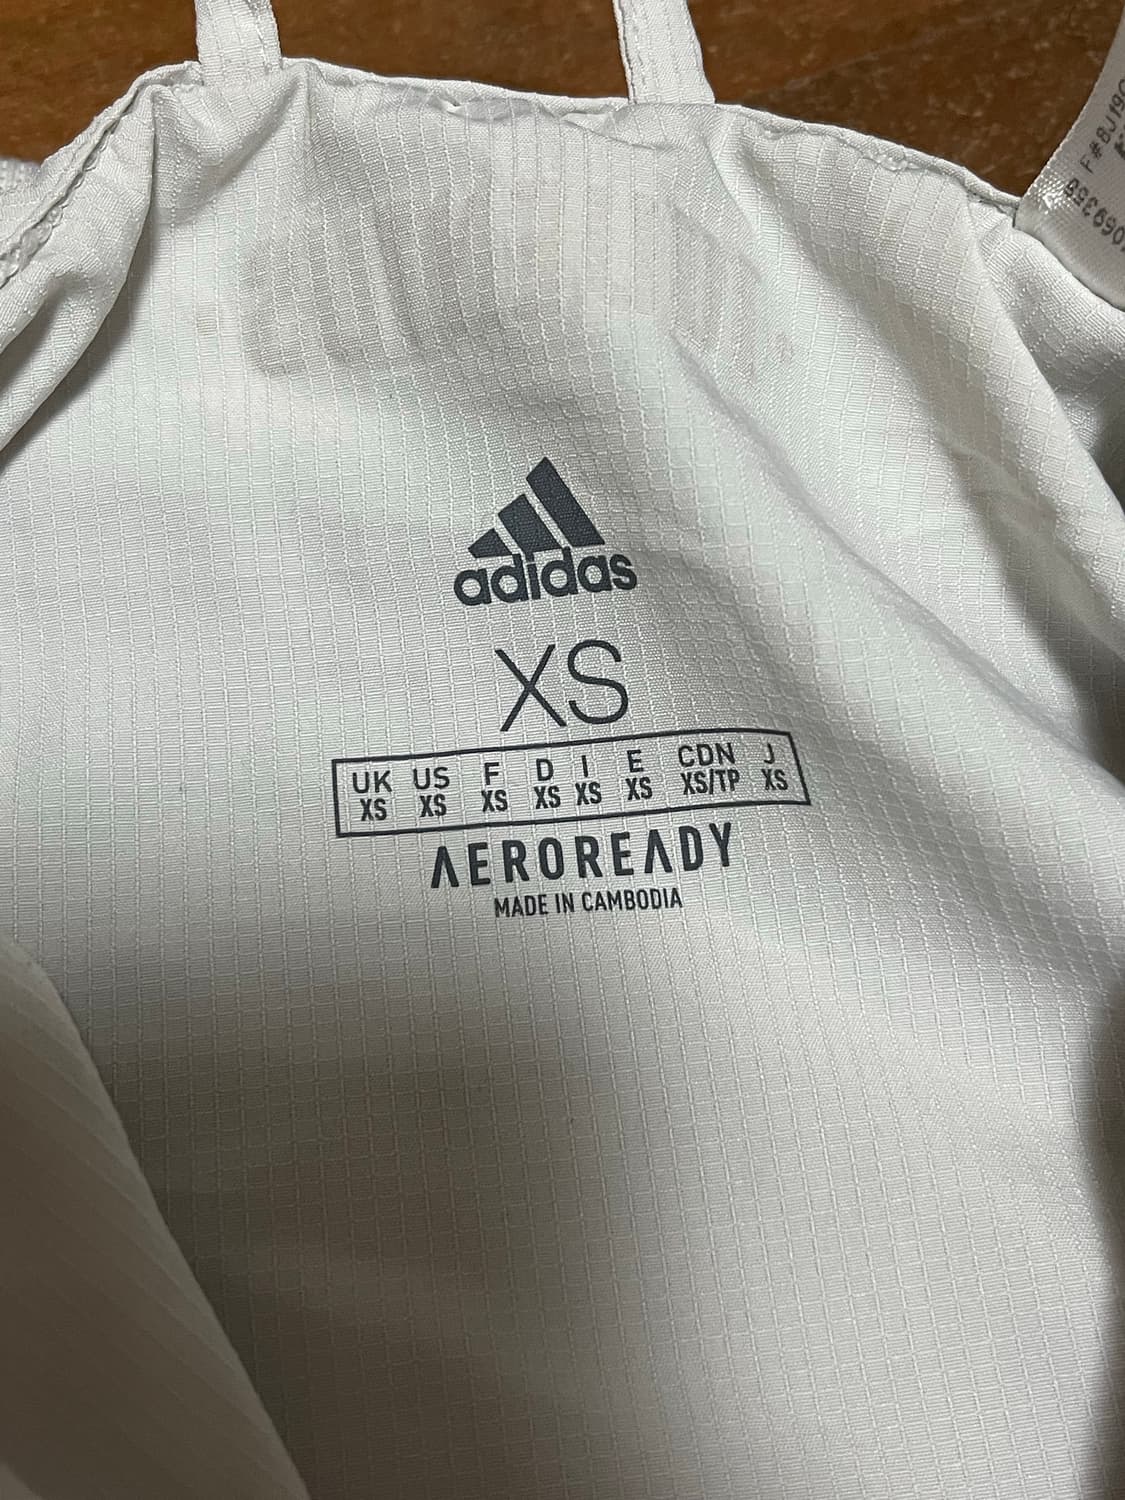 adidas
XS
UK US F D I E CDN J
XS XS XS XS XS XS XS/TP XS
AEROREADY
MADE IN CAMBODIA